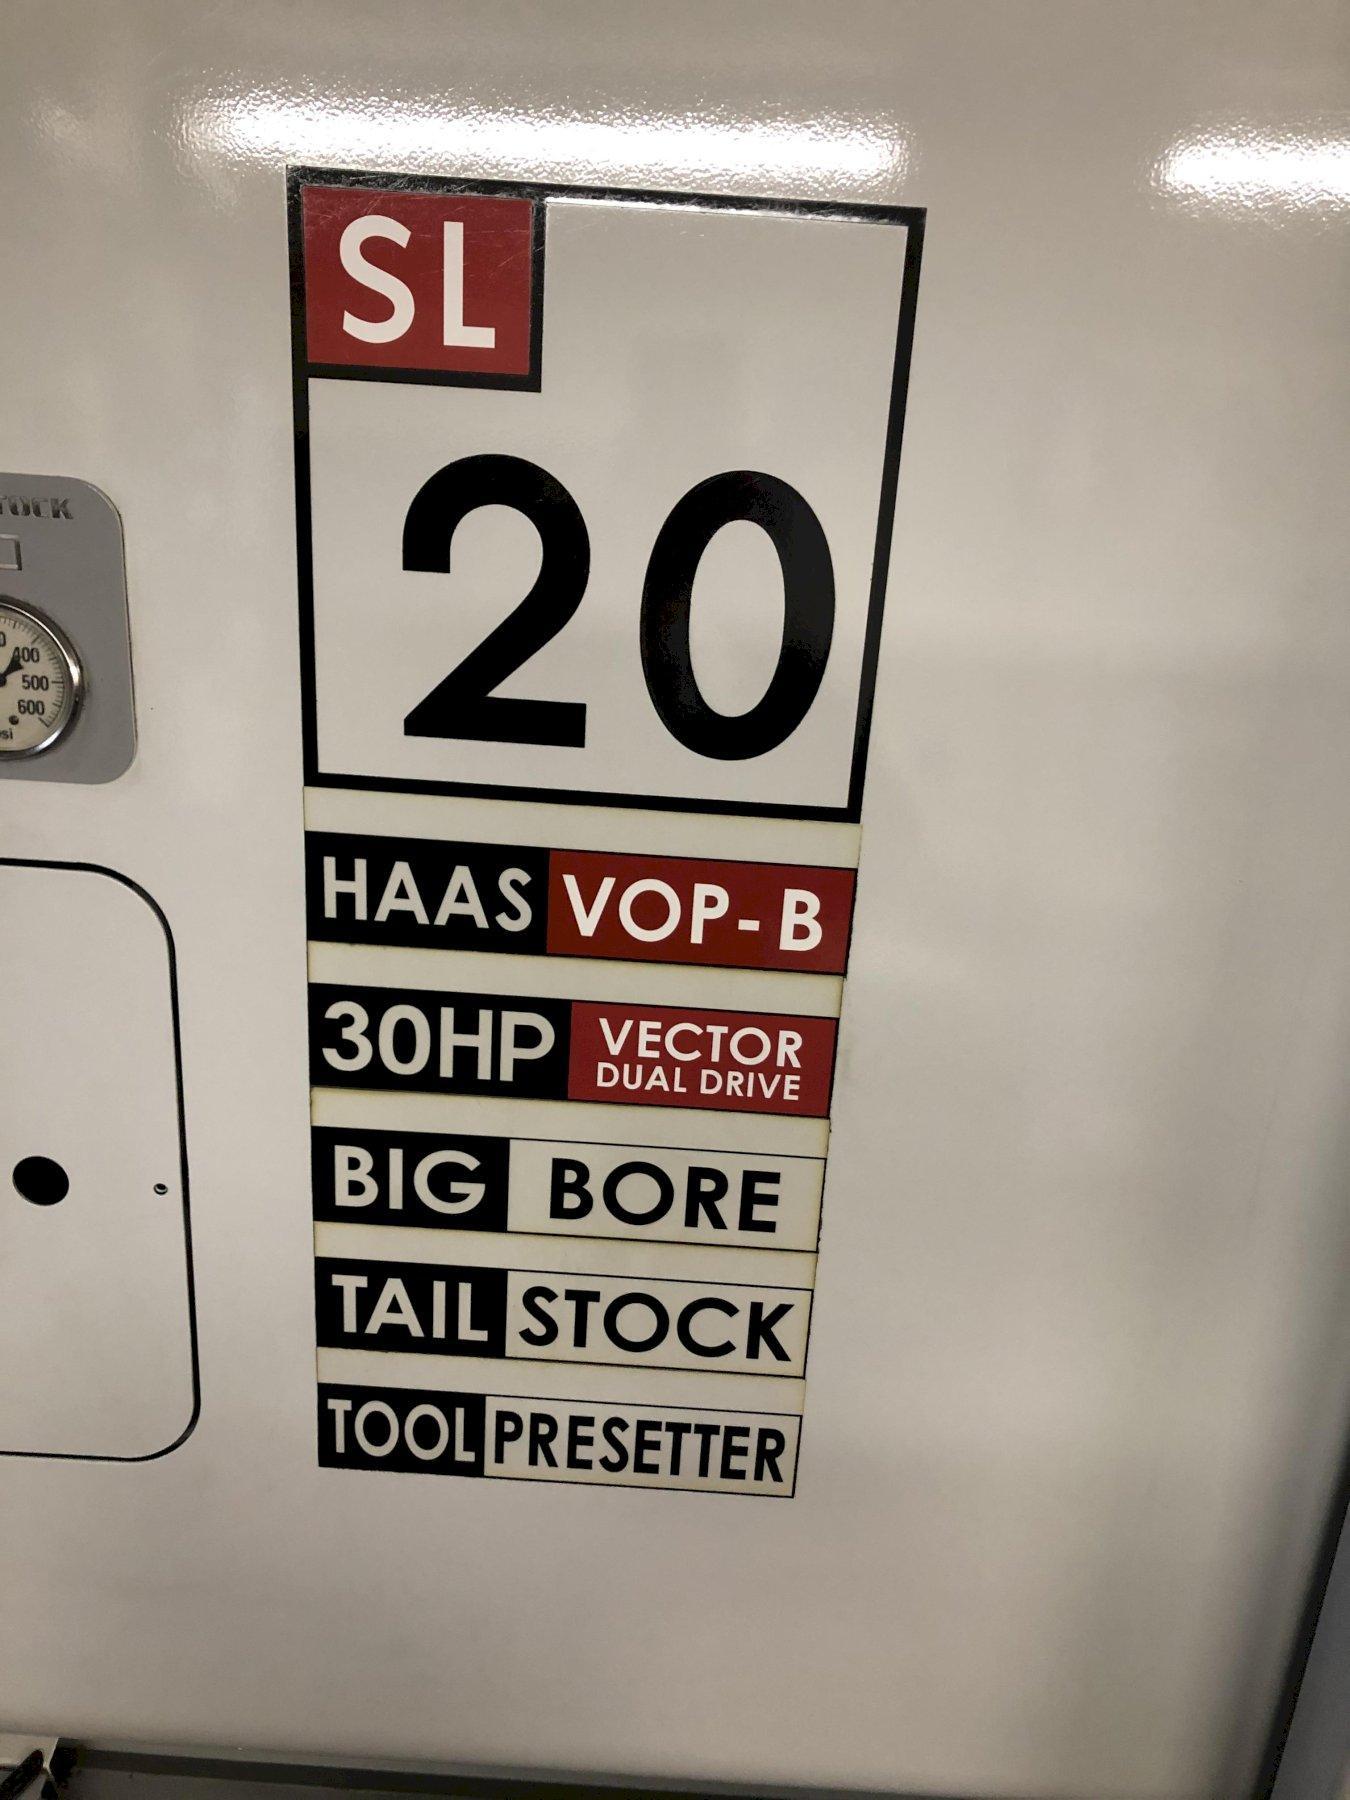 SL
20
HAAS VOP-B
30HP VECTOR
DUAL DRIVE
BIG BORE
TAIL STOCK
TOOL PRESETTER
400
500
600